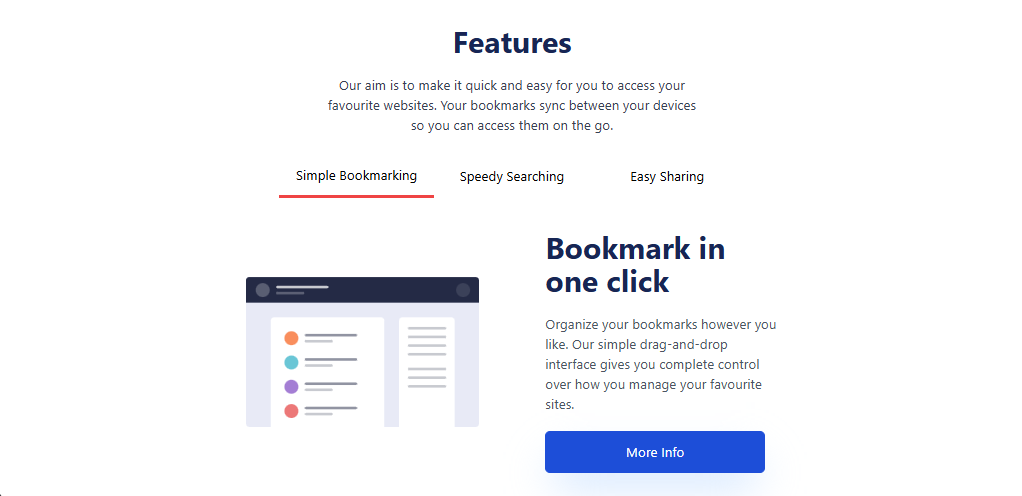 Features
Our aim is to make it quick and easy for you to access your
favourite websites. Your bookmarks sync between your devices
so you can access them on the go.
Simple Bookmarking
Speedy Searching
Easy Sharing
Bookmark in
one click
Organize your bookmarks however you
like. Our simple drag-and-drop
interface gives you complete control
over how you manage your favourite
sites.
More Info